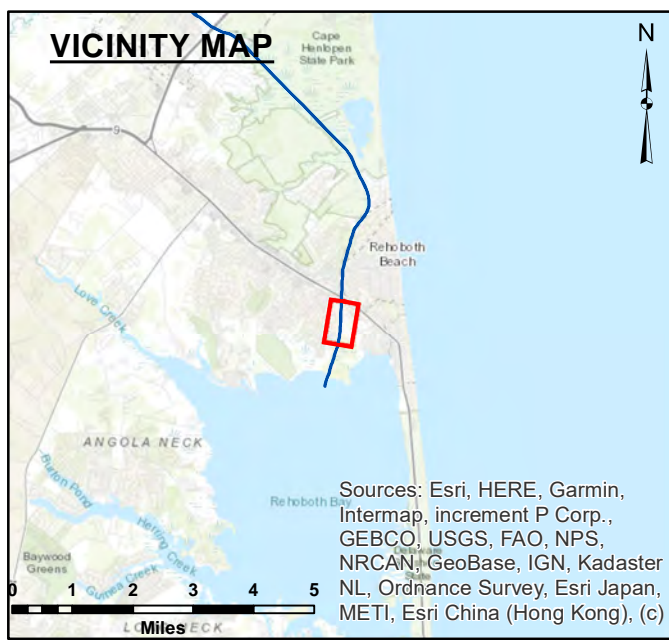 VICINITY MAP
N
Cape
Henlopen
State Park
9
Rehoboth
Beach
Love Creek
ANGOLA NECK
Burton
Pond
Herring Creek
Rehoboth Bay
Baywood
Greens
Guinea Creek
Sources: Esri, HERE, Garmin,
Intermap, increment P Corp.,
GEBCO, USGS, FAO, NPS,
NRCAN, GeoBase, IGN, Kadaster
NL, Ordnance Survey, Esri Japan,
METI, Esri China (Hong Kong), (c)
0 1 2 3 4 5
Miles
NECK